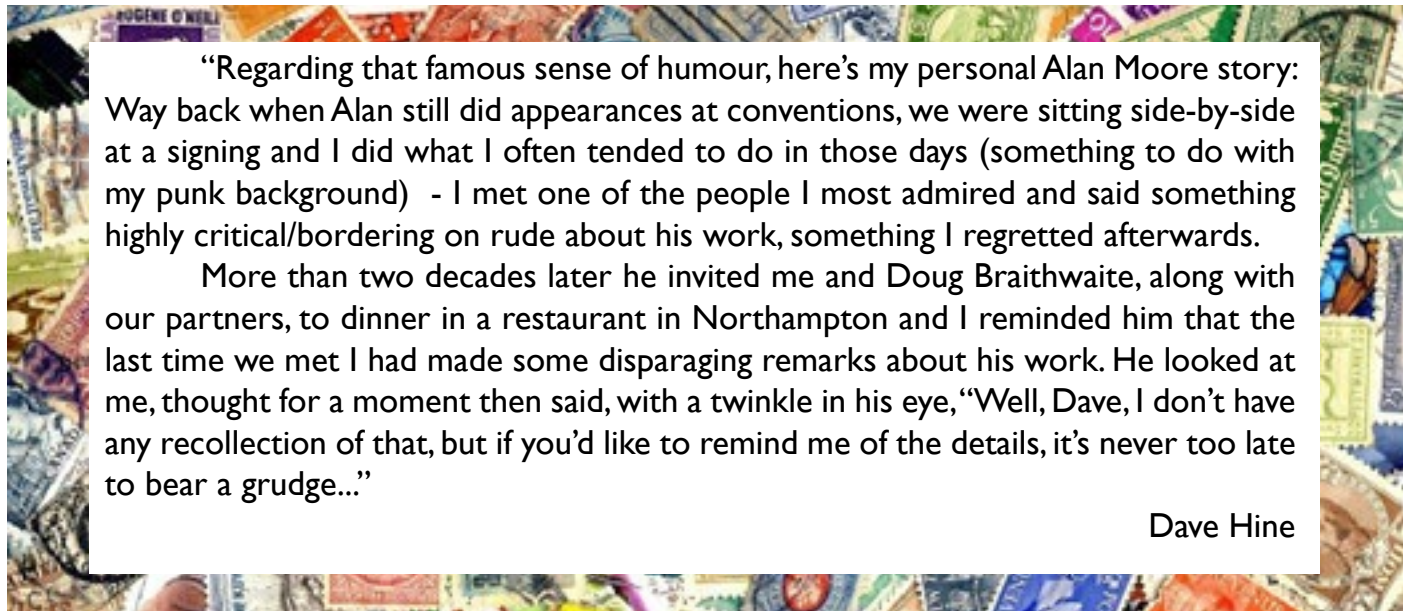 EUGENE O'NEILL
“Regarding that famous sense of humour, here’s my personal Alan Moore story:
Way back when Alan still did appearances at conventions, we were sitting side-by-side
at a signing and I did what I often tended to do in those days (something to do with
my punk background)  - I met one of the people I most admired and said something
highly critical/bordering on rude about his work, something I regretted afterwards.
More than two decades later he invited me and Doug Braithwaite, along with
our partners, to dinner in a restaurant in Northampton and I reminded him that the
last time we met I had made some disparaging remarks about his work. He looked at
me, thought for a moment then said, with a twinkle in his eye, “Well, Dave, I don’t have
any recollection of that, but if you’d like to remind me of the details, it’s never too late
to bear a grudge...”
Dave Hine